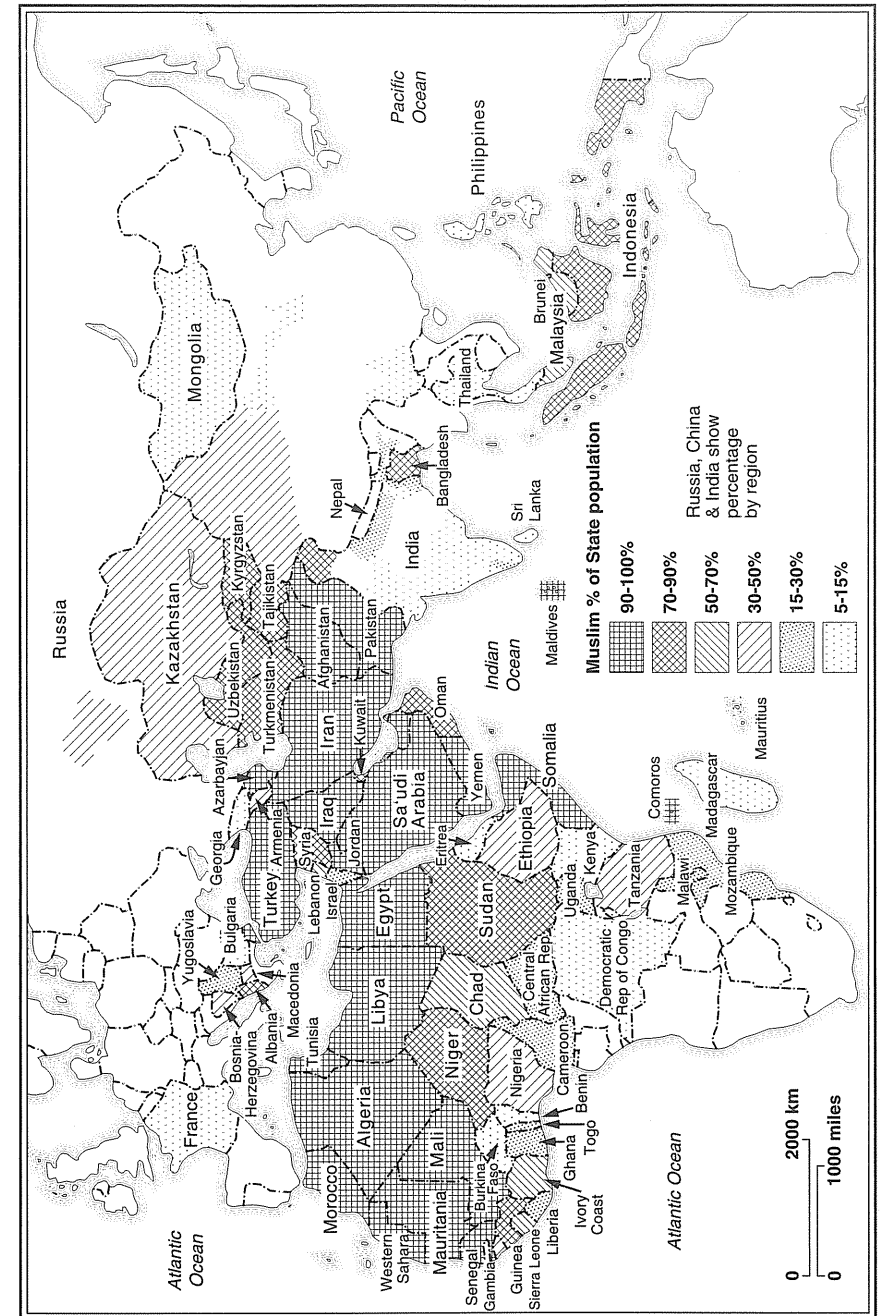 Russia
Kazakhstan
Mongolia
Pacific
Ocean
Philippines
Uzbekistan
Kyrgyzstan
Turkmenistan
Tajikistan
Azarbayjan
Georgia
Armenia
Turkey
Syria
Lebanon
Israel
Jordan
Iraq
Iran
Kuwait
Afghanistan
Pakistan
Nepal
India
Bangladesh
Thailand
Sri
Lanka
Brunei
Malaysia
Indonesia
Maldives
Indian
Ocean
Oman
Yemen
Sa'udi
Arabia
Yugoslavia
Bulgaria
Bosnia-
Herzegovina
Albania
Macedonia
France
Atlantic
Ocean
Tunisia
Morocco
Algeria
Libya
Egypt
Western
Sahara
Mauritania
Mali
Niger
Chad
Sudan
Eritrea
Ethiopia
Somalia
Senegal
Gambia
Guinea
Sierra Leone
Liberia
Ivory
Coast
Burkina
Faso
Ghana
Togo
Benin
Nigeria
Cameroon
Central
African Rep
Democratic
Rep of Congo
Uganda
Kenya
Tanzania
Malawi
Mozambique
Comoros
Madagascar
Mauritius
Atlantic Ocean
0
2000 km
0
1000 miles
Muslim % of State population
90-100%
70-90%
50-70%
30-50%
15-30%
5-15%
Russia, China
& India show
percentage
by region